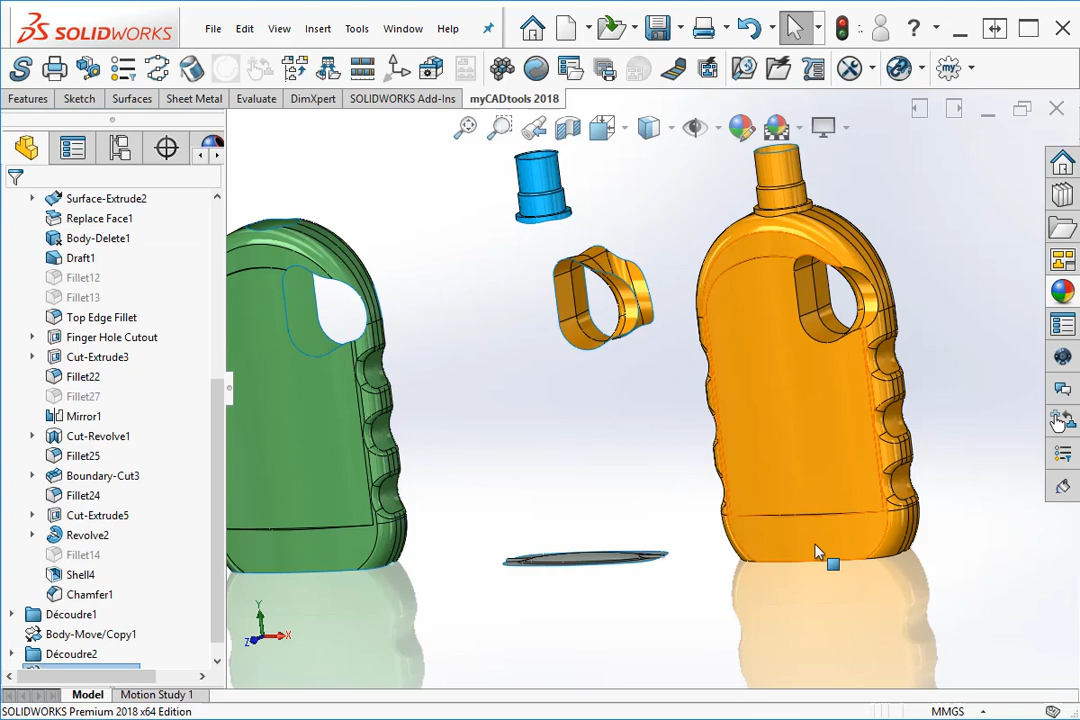 SOLIDWORKS File Edit View Insert Tools Window Help
Features Sketch Surfaces Sheet Metal Evaluate DimXpert SOLIDWORKS Add-Ins myCADtools 2018
Surface-Extrude2
Replace Face1
Body-Delete1
Draft1
Fillet12
Fillet13
Top Edge Fillet
Finger Hole Cutout
Cut-Extrude3
Fillet22
Fillet27
Mirror1
Cut-Revolve1
Fillet25
Boundary-Cut3
Fillet24
Cut-Extrude5
Revolve2
Fillet14
Shell4
Chamfer1
Découdre1
Body-Move/Copy1
Découdre2
Y
Z X
Model Motion Study 1
SOLIDWORKS Premium 2018 x64 Edition MMGS